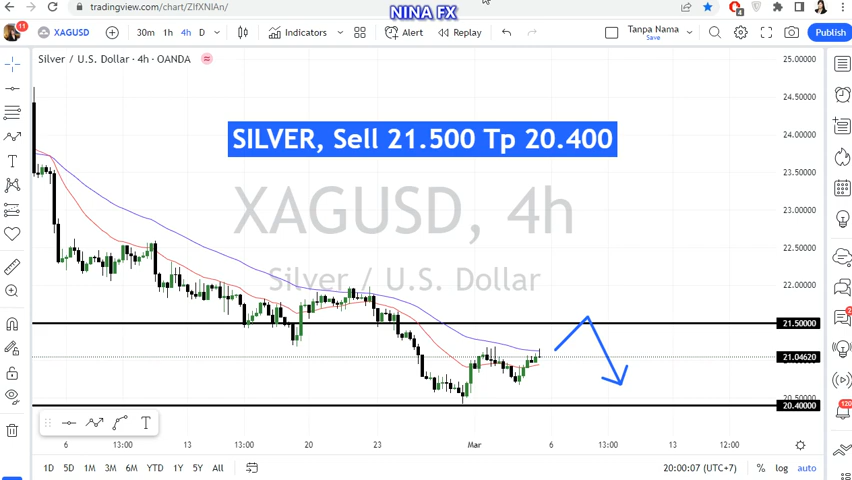 tradingview.com/chart/ZIfXNIAn/
NINA FX
11
XAGUSD
30m 1h 4h D
Indicators
Alert
Replay
Tanpa Nama
Save
Publish
Silver / U.S. Dollar · 4h · OANDA
SILVER, Sell 21.500 Tp 20.400
XAGUSD, 4h
Silver / U.S. Dollar
25.00000
24.50000
24.00000
23.50000
23.00000
22.50000
22.00000
21.50000
21.04620
20.40000
6 13:00 13 13:00 20 23 Mar 6 13:00 13 12:00
1D 5D 1M 3M 6M YTD 1Y 5Y All
20:00:07 (UTC+7) % log auto